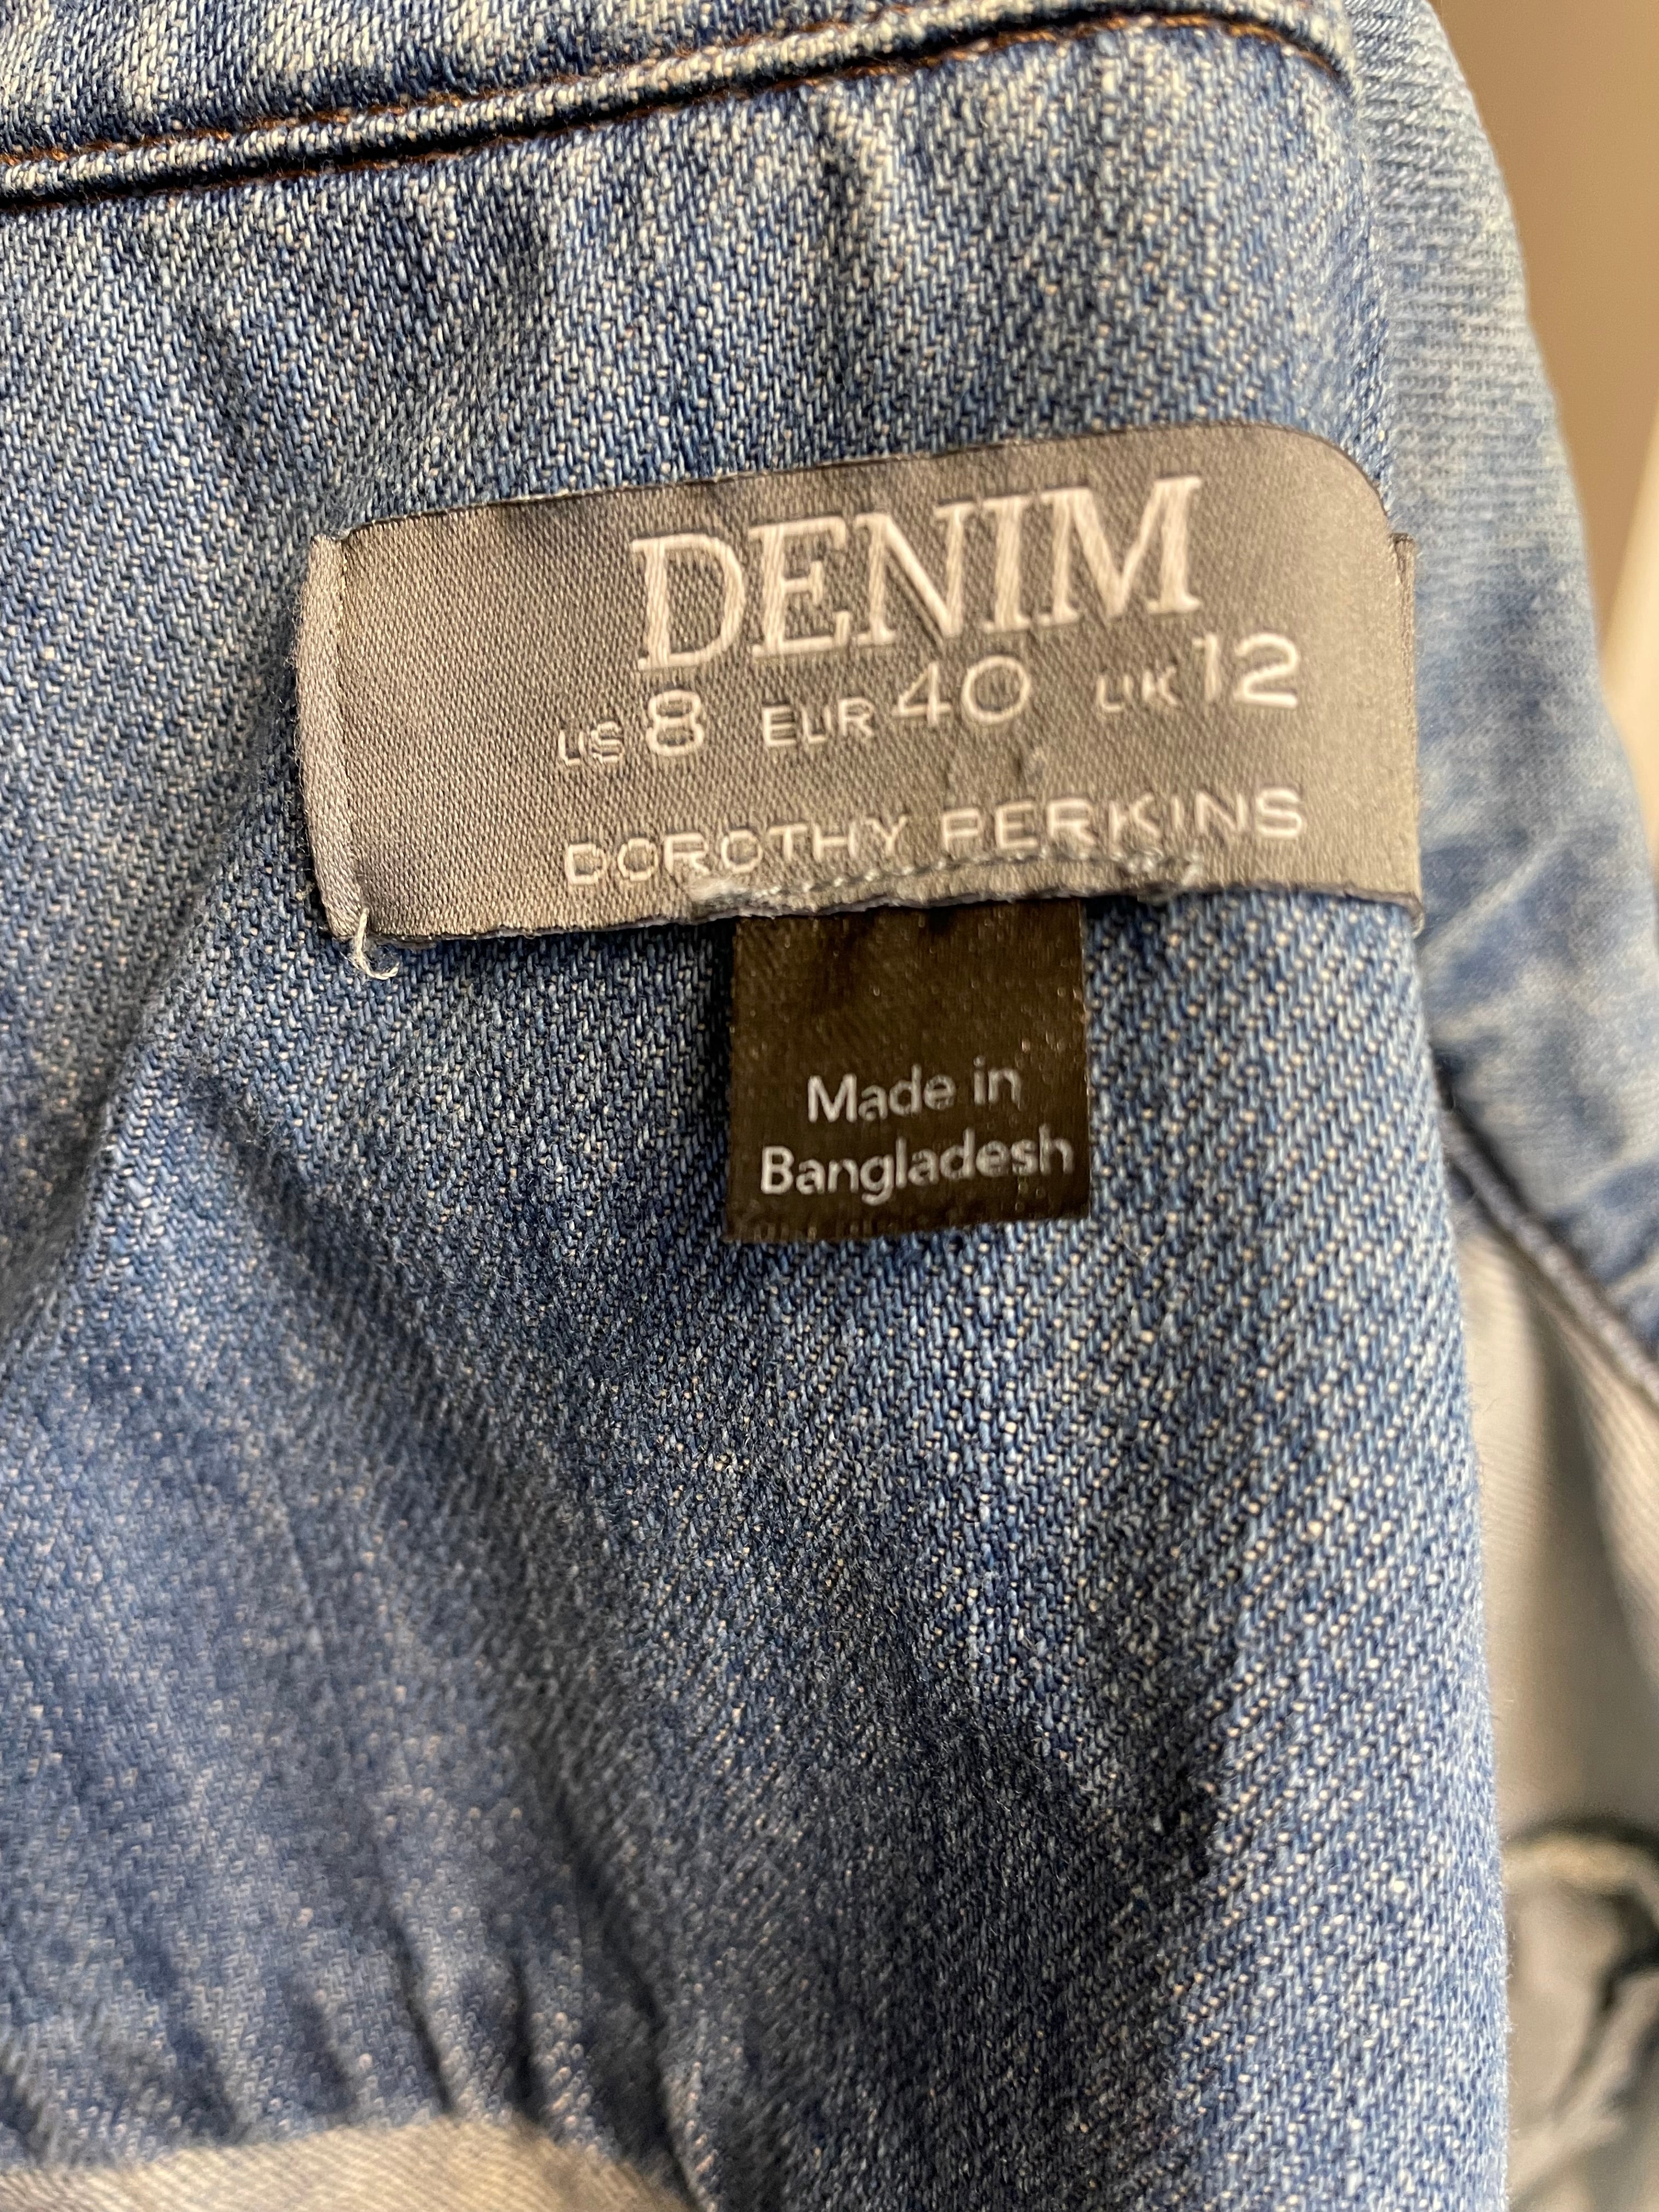 DENIM
US 8 EUR 40 UK 12
DOROTHY PERKINS
Made in
Bangladesh